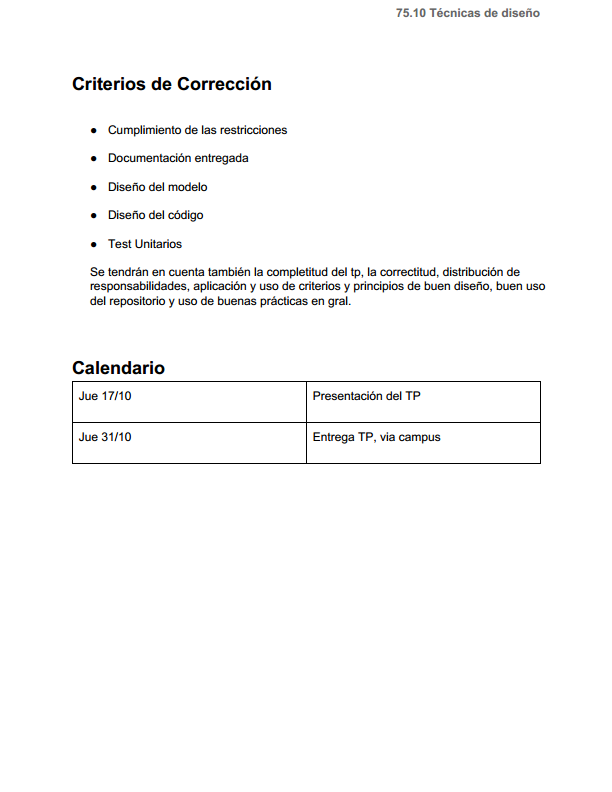 75.10 Técnicas de diseño
Criterios de Corrección
● Cumplimiento de las restricciones
● Documentación entregada
● Diseño del modelo
● Diseño del código
● Test Unitarios
Se tendrán en cuenta también la completitud del tp, la correctitud, distribución de
responsabilidades, aplicación y uso de criterios y principios de buen diseño, buen uso
del repositorio y uso de buenas prácticas en gral.
Calendario
Jue 17/10 Presentación del TP
Jue 31/10 Entrega TP, via campus